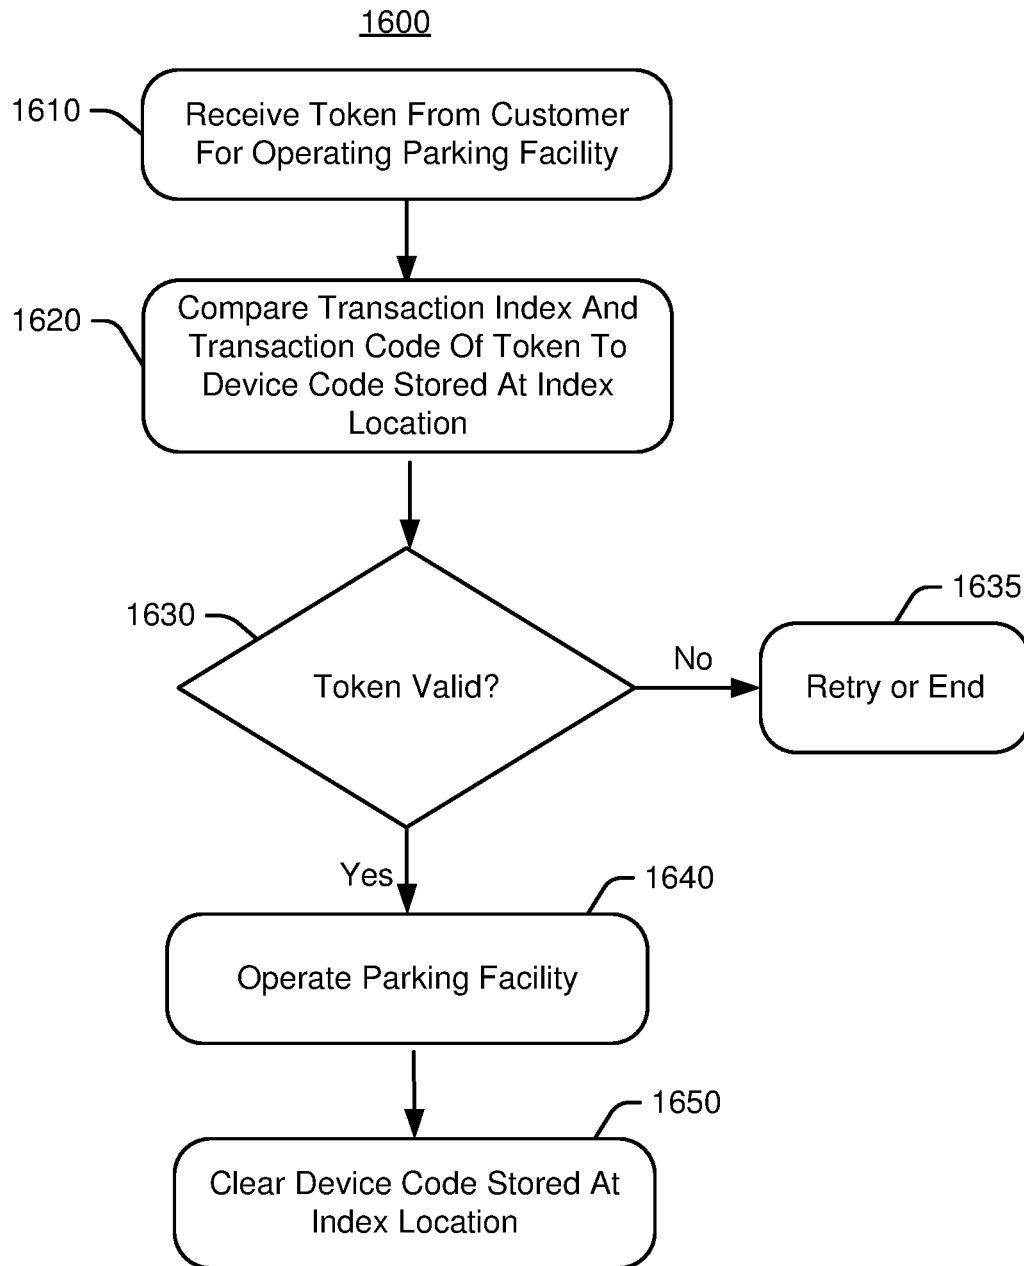 1600
1610
Receive Token From Customer
For Operating Parking Facility
1620
Compare Transaction Index And
Transaction Code Of Token To
Device Code Stored At Index
Location
1630
Token Valid?
No
1635
Retry or End
Yes
1640
Operate Parking Facility
1650
Clear Device Code Stored At
Index Location